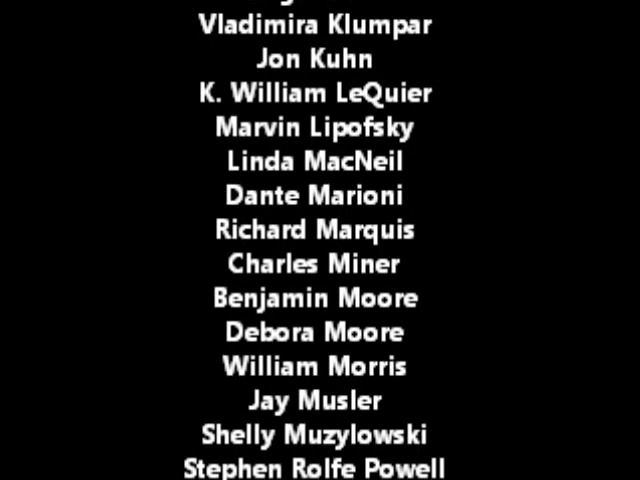 Vladimira Klumpar
Jon Kuhn
K. William LeQuier
Marvin Lipofsky
Linda MacNeil
Dante Marioni
Richard Marquis
Charles Miner
Benjamin Moore
Debora Moore
William Morris
Jay Musler
Shelly Muzylowski
Stephen Rolfe Powell